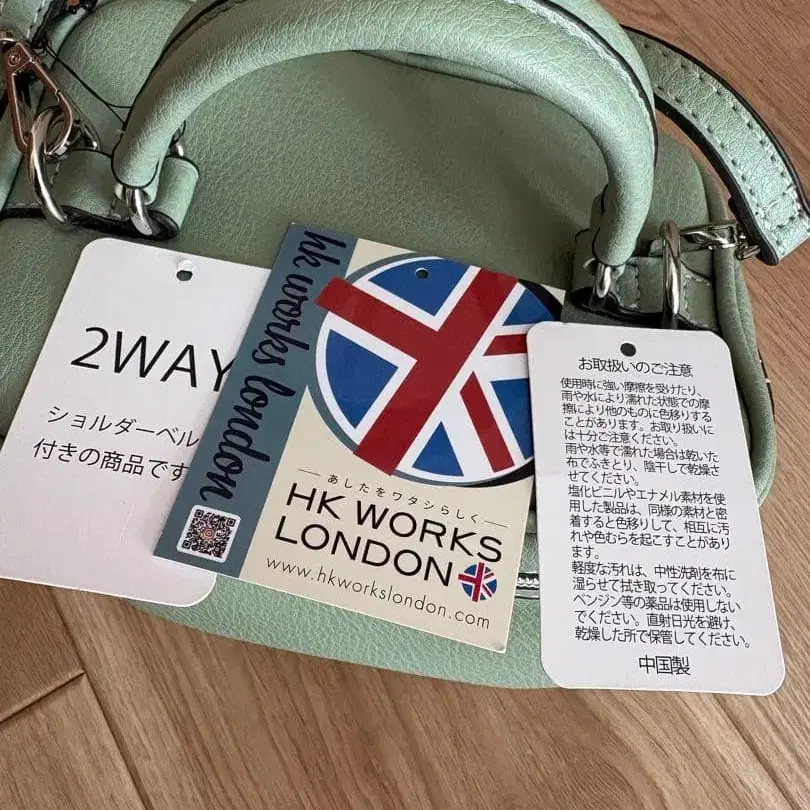 2WAY
ショルダーベル
付きの商品です
hk works london
あしたをワタシらしく
HK WORKS
LONDON
www.hkworkslondon.com
お取扱いのご注意
使用時に強い摩擦を受けたり、
雨や水により濡れた状態での摩
擦により他のものに色移りする
ことがあります。お取り扱いに
は十分ご注意ください。
雨や水等で濡れた場合は乾いた
布でふきとり、陰干しで乾燥さ
せてください。
塩化ビニルやエナメル素材を使
用した製品は、同様の素材と密
着すると色移りして、相互に汚
れや色むらを起こすことがあり
ます。
軽度な汚れは、中性洗剤を布に
湿らせて拭き取ってください。
ベンジン等の薬品は使用しない
でください。直射日光を避け、
乾燥した所で保管してください。
中国製